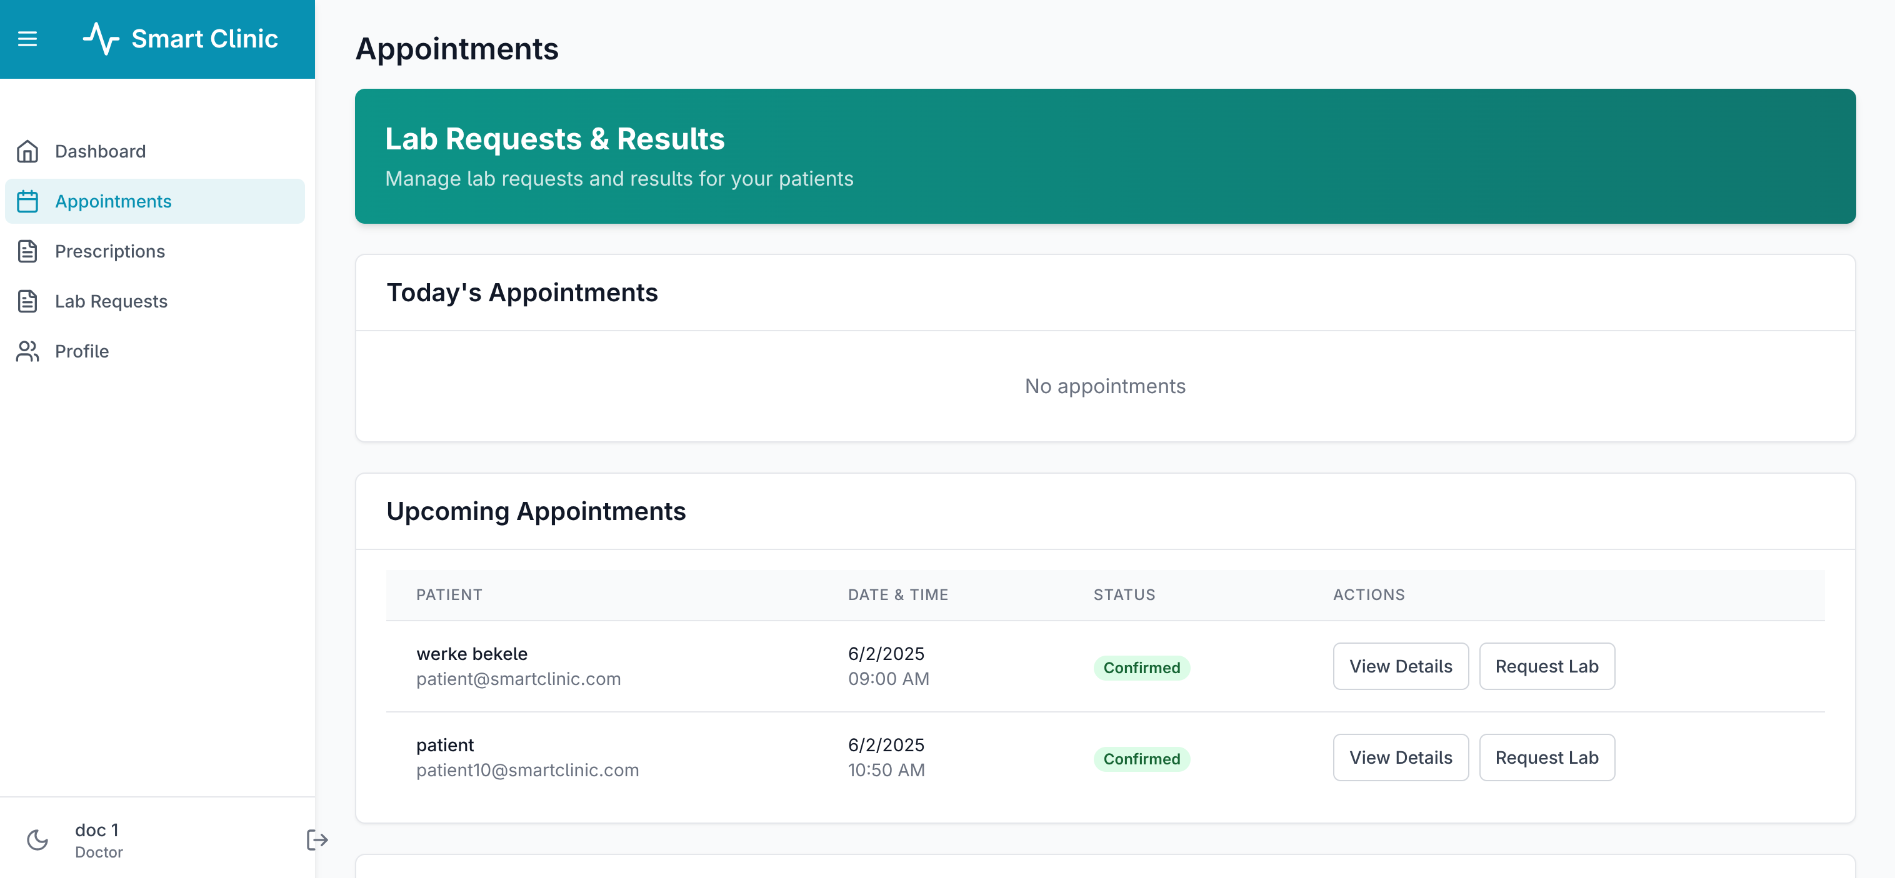 Smart Clinic
Dashboard
Appointments
Prescriptions
Lab Requests
Profile
doc 1
Doctor
Appointments
Lab Requests & Results
Manage lab requests and results for your patients
Today's Appointments
No appointments
Upcoming Appointments
PATIENT DATE & TIME STATUS ACTIONS
werke bekele 6/2/2025 Confirmed View Details Request Lab
patient@smartclinic.com 09:00 AM
patient 6/2/2025 Confirmed View Details Request Lab
patient10@smartclinic.com 10:50 AM